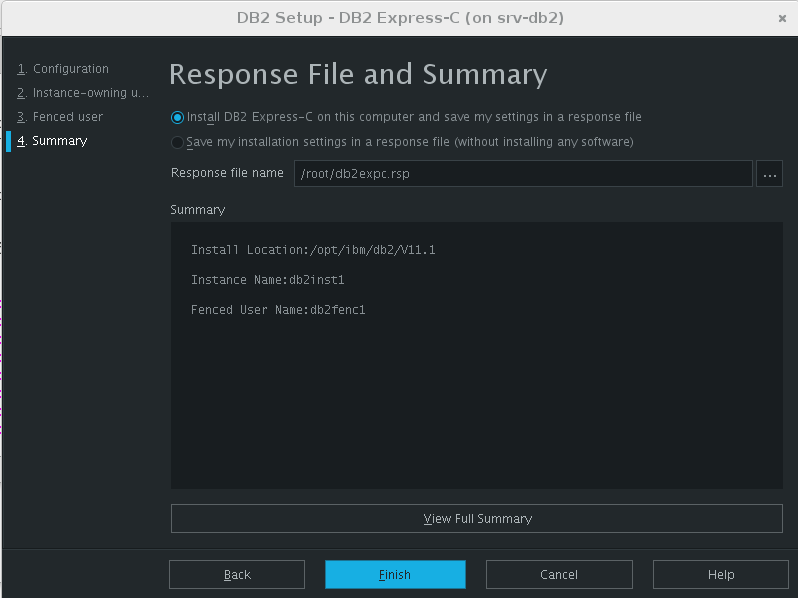 DB2 Setup - DB2 Express-C (on srv-db2)
1. Configuration
2. Instance-owning u...
3. Fenced user
4. Summary
Response File and Summary
Install DB2 Express-C on this computer and save my settings in a response file
Save my installation settings in a response file (without installing any software)
Response file name /root/db2expc.rsp ...
Summary
Install Location:/opt/ibm/db2/V11.1
Instance Name:db2inst1
Fenced User Name:db2fenc1
View Full Summary
Back Finish Cancel Help